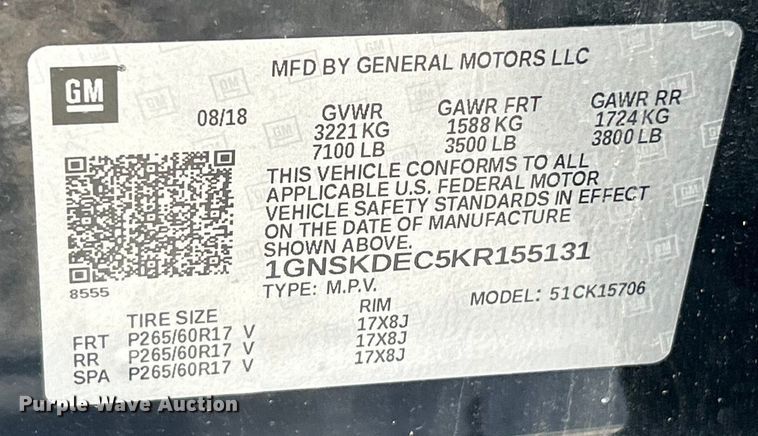 GM
MFD BY GENERAL MOTORS LLC
08/18 GVWR GAWR FRT GAWR RR
3221 KG 1588 KG 1724 KG
7100 LB 3500 LB 3800 LB
THIS VEHICLE CONFORMS TO ALL
APPLICABLE U.S. FEDERAL MOTOR
VEHICLE SAFETY STANDARDS IN EFFECT
ON THE DATE OF MANUFACTURE
SHOWN ABOVE.
1GNSKDEC5KR155131
8555
TYPE: M.P.V. MODEL: 51CK15706
TIRE SIZE RIM
FRT P265/60R17 V 17X8J
RR P265/60R17 V 17X8J
SPA P265/60R17 V 17X8J
Purple Wave Auction